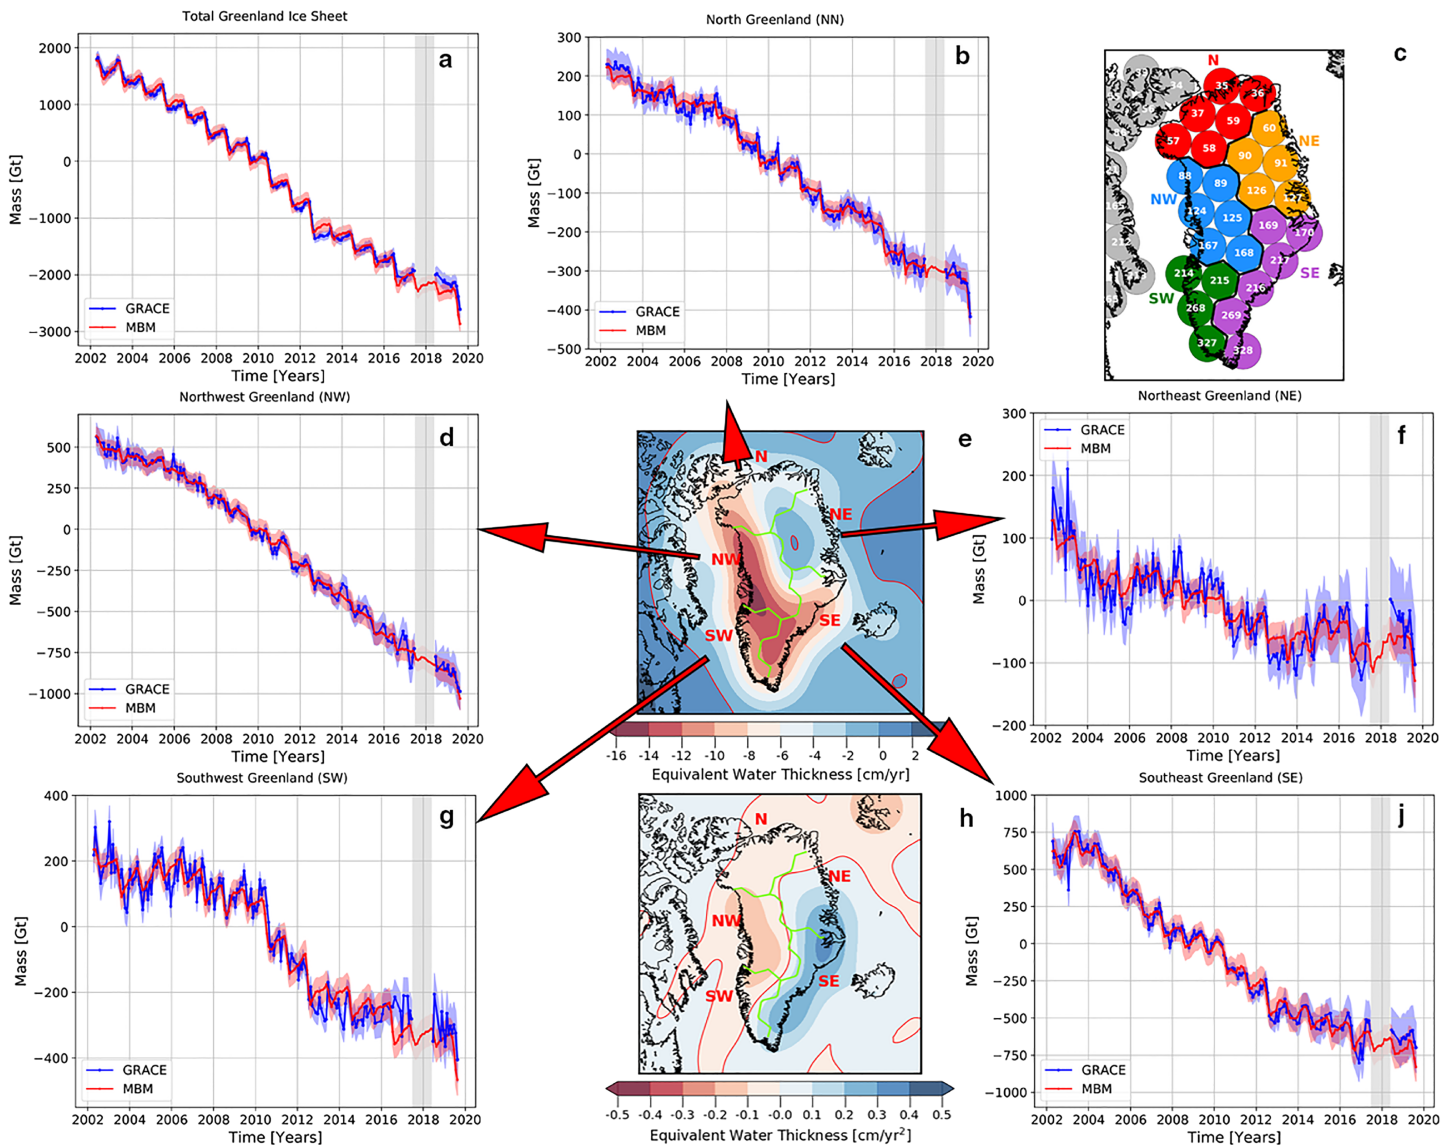 Total Greenland Ice Sheet
a
2000
1000
0
−1000
−2000
−3000
Mass [Gt]
GRACE
MBM
2002 2004 2006 2008 2010 2012 2014 2016 2018 2020
Time [Years]
North Greenland (NN)
b
300
200
100
0
−100
−200
−300
−400
−500
Mass [Gt]
GRACE
MBM
2002 2004 2006 2008 2010 2012 2014 2016 2018 2020
Time [Years]
c
N
34
35
36
37
59
60
NE
57
58
90
91
88
89
126
NW
125
169
170
167
168
217
SE
214
215
216
SW
268
269
327
328
Northwest Greenland (NW)
d
500
250
0
−250
−500
−750
−1000
Mass [Gt]
GRACE
MBM
2002 2004 2006 2008 2010 2012 2014 2016 2018 2020
Time [Years]
e
N
NE
NW
SW
SE
-16 -14 -12 -10 -8 -6 -4 -2 0 2
Equivalent Water Thickness [cm/yr]
Northeast Greenland (NE)
f
300
200
100
0
−100
−200
Mass [Gt]
GRACE
MBM
2002 2004 2006 2008 2010 2012 2014 2016 2018 2020
Time [Years]
Southwest Greenland (SW)
g
400
200
0
−200
−400
Mass [Gt]
GRACE
MBM
2002 2004 2006 2008 2010 2012 2014 2016 2018 2020
Time [Years]
h
N
NE
NW
SW
SE
-0.5 -0.4 -0.2 -0.1 -0.0 0.2 0.3 0.4 0.5
Equivalent Water Thickness [cm/yr²]
Southeast Greenland (SE)
j
1000
750
500
250
0
−250
−500
−750
−1000
Mass [Gt]
GRACE
MBM
2002 2004 2006 2008 2010 2012 2014 2016 2018 2020
Time [Years]